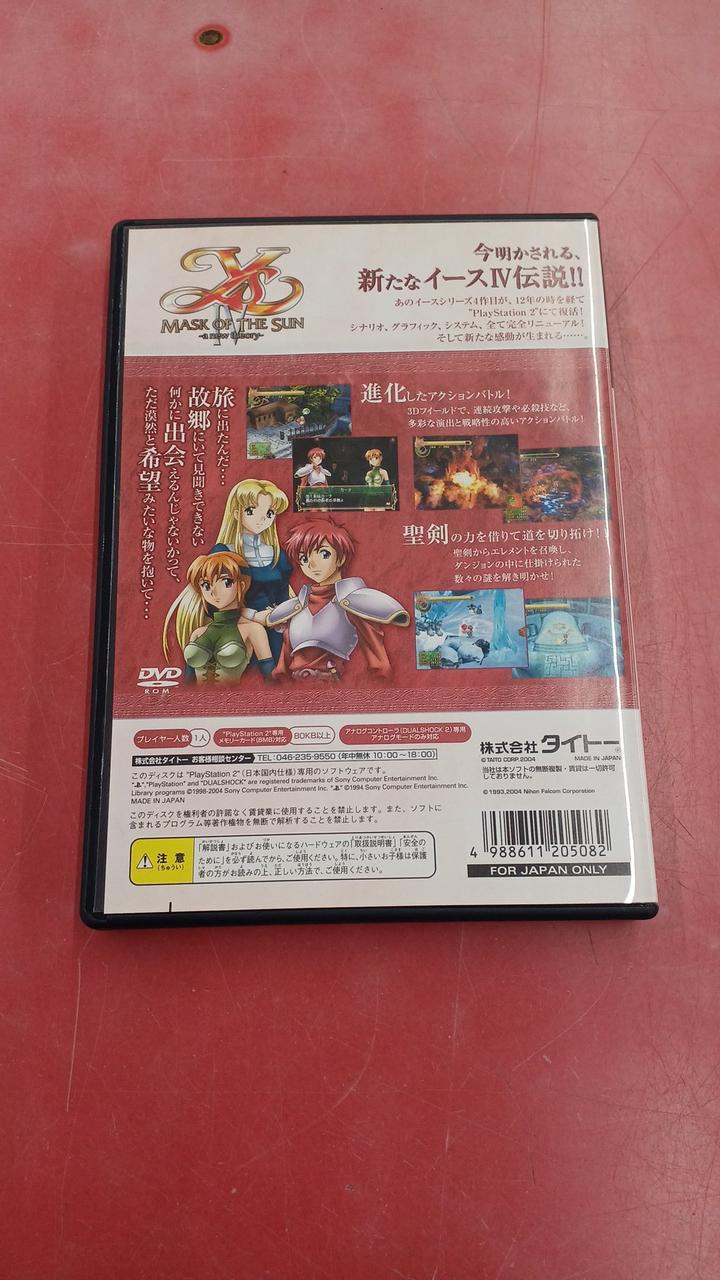 YS
IV
MASK OF THE SUN
-a new theory-
今明かされる、
新たなイースⅣ伝説!!
あのイースシリーズ4作目が、12年の時を経て
"PlayStation 2"にて復活!
シナリオ、グラフィック、システム、全て完全リニューアル!
そして新たな感動が生まれる……。
旅に出たんだ…
故郷にいて見聞きできない
何かに出会えるんじゃないかって、
ただ漠然と希望みたいな物を抱いて…
進化したアクションバトル!
3Dフィールドで、連続攻撃や必殺技など、
多彩な演出と戦略性の高いアクションバトル!
カーナ
聖剣の力を借りて道を切り拓け!
聖剣からエレメントを召喚し、
ダンジョンの中に仕掛けられた
数々の謎を解き明かせ!
DVD
ROM
プレイヤー人数 1人
"PlayStation 2"専用
メモリーカード(8MB)対応
80KB以上
アナログコントローラ(DUALSHOCK 2)専用
アナログモードのみ対応
株式会社タイトー お客様相談センター TEL:046-235-9550 (年中無休 10:00~18:00)
このディスクは "PlayStation 2" (日本国内仕様) 専用のソフトウェアです。
"PlayStation" and "DUALSHOCK" are registered trademarks of Sony Computer Entertainment Inc.
Library programs ©1998-2004 Sony Computer Entertainment Inc. ©1994 Sony Computer Entertainment Inc.
MADE IN JAPAN
このディスクを権利者の許諾なく賃貸業に使用することを禁止します。また、ソフトに
含まれるプログラム等著作権物を無断で解析することを禁止します。
注意
(ちゅうい)
「解説書」およびお使いになるハードウェアの「取扱説明書」「安全の
ために」を必ず読んでから、ご使用ください。特に、小さいお子様は保護
者の方がお読みの上、正しい方法で、ご使用ください。
株式会社タイトー®
©TAITO CORP.2004 MADE IN JAPAN
当社は本ソフトの無断複製・賃貸は一切許可
しておりません。
©1993,2004 Nihon Falcom Corporation
4 988611 205082
FOR JAPAN ONLY